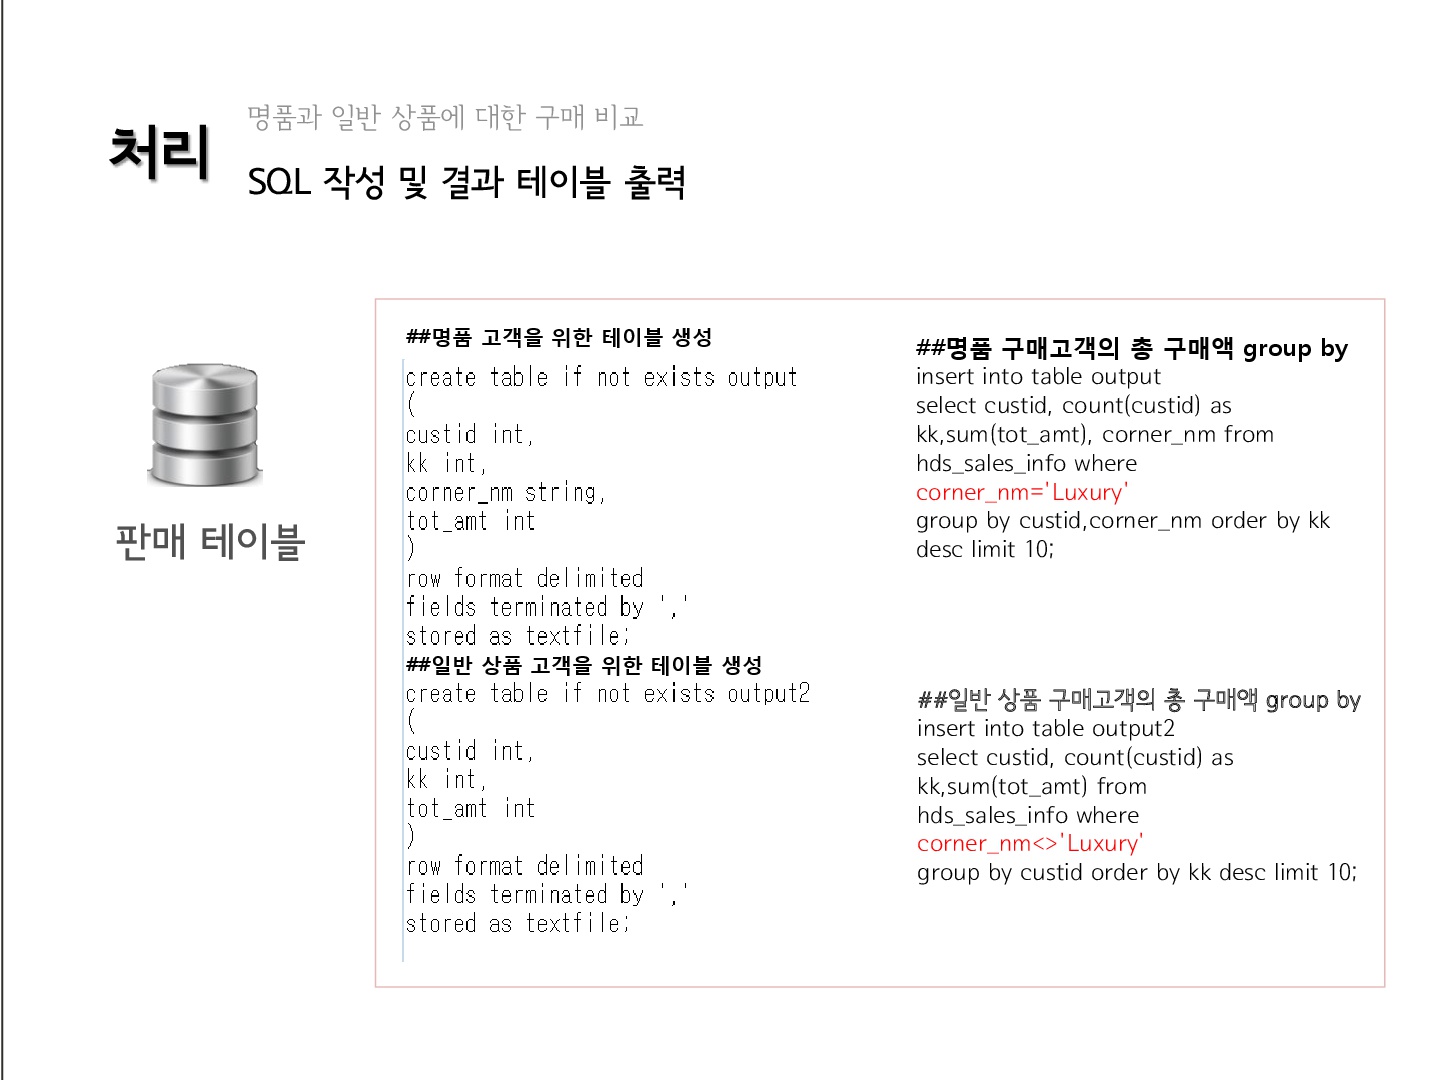 처리
명품과 일반 상품에 대한 구매 비교
SQL 작성 및 결과 테이블 출력
판매 테이블
##명품 고객을 위한 테이블 생성
create table if not exists output
(
custid int,
kk int,
corner_nm string,
tot_amt int
)
row format delimited
fields terminated by ','
stored as textfile;
##일반 상품 고객을 위한 테이블 생성
create table if not exists output2
(
custid int,
kk int,
tot_amt int
)
row format delimited
fields terminated by ','
stored as textfile;
##명품 구매고객의 총 구매액 group by
insert into table output
select custid, count(custid) as
kk,sum(tot_amt), corner_nm from
hds_sales_info where
corner_nm='Luxury'
group by custid,corner_nm order by kk
desc limit 10;
##일반 상품 구매고객의 총 구매액 group by
insert into table output2
select custid, count(custid) as
kk,sum(tot_amt) from
hds_sales_info where
corner_nm<>'Luxury'
group by custid order by kk desc limit 10;